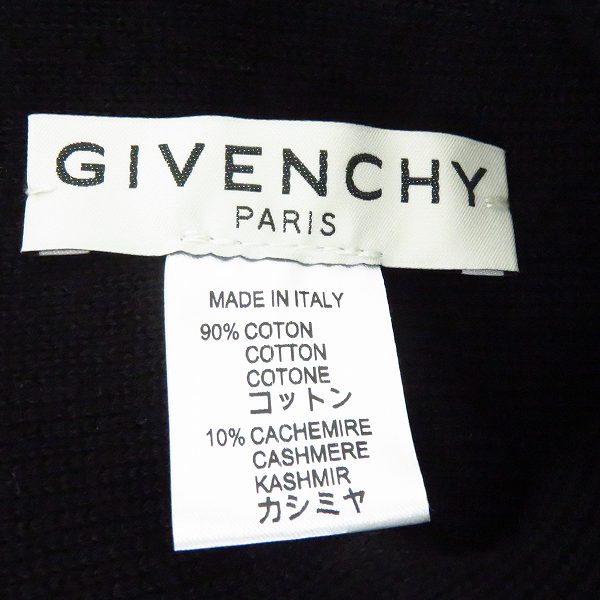 GIVENCHY
PARIS
MADE IN ITALY
90% COTON
COTTON
COTONE
コットン
10% CACHEMIRE
CASHMERE
KASHMIR
カシミヤ